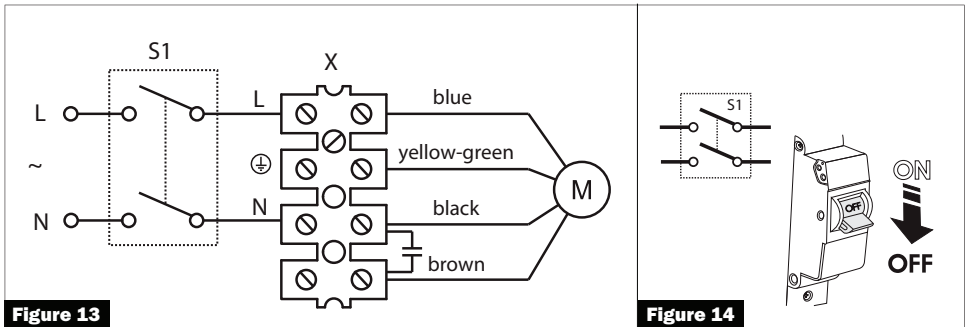 S1
X
L
L
blue
~
yellow-green
M
N
N
black
brown
Figure 13
S1
OFF
ON
OFF
Figure 14